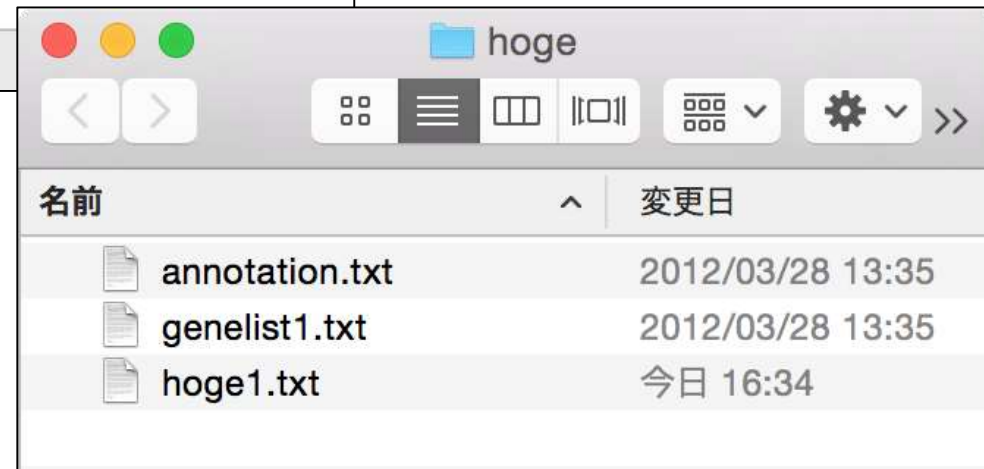 hoge
名前 変更日
annotation.txt 2012/03/28 13:35
genelist1.txt 2012/03/28 13:35
hoge1.txt 今日 16:34